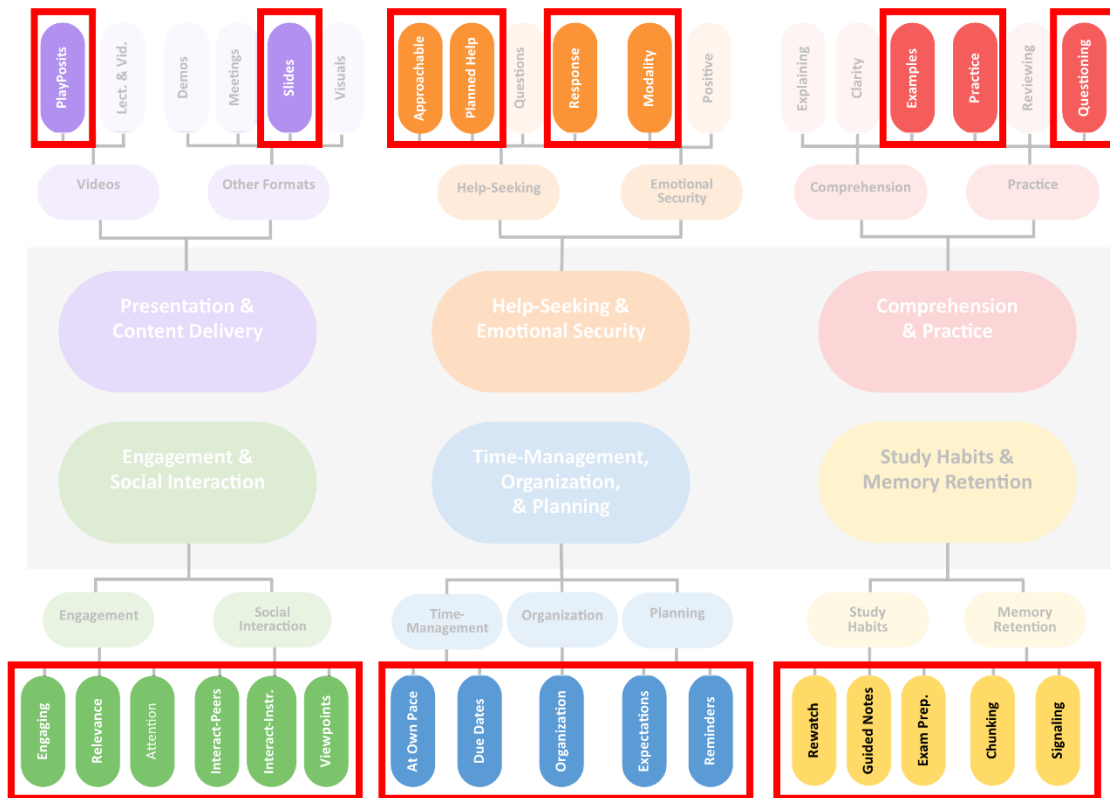 PlayPosits
Lect. & Vid.
Demos
Meetings
Slides
Visuals
Approachable
Planned Help
Questions
Response
Modality
Positive
Explaining
Clarity
Examples
Practice
Reviewing
Questioning
Videos
Other Formats
Help-Seeking
Emotional
Security
Comprehension
Practice
Presentation &
Content Delivery
Help-Seeking &
Emotional Security
Comprehension
& Practice
Engagement &
Social Interaction
Time-Management,
Organization,
& Planning
Study Habits &
Memory Retention
Engagement
Social
Interaction
Time-
Management
Organization
Planning
Study
Habits
Memory
Retention
Engaging
Relevance
Attention
Interact-Peers
Interact-Instr.
Viewpoints
At Own Pace
Due Dates
Organization
Expectations
Reminders
Rewatch
Guided Notes
Exam Prep.
Chunking
Signaling